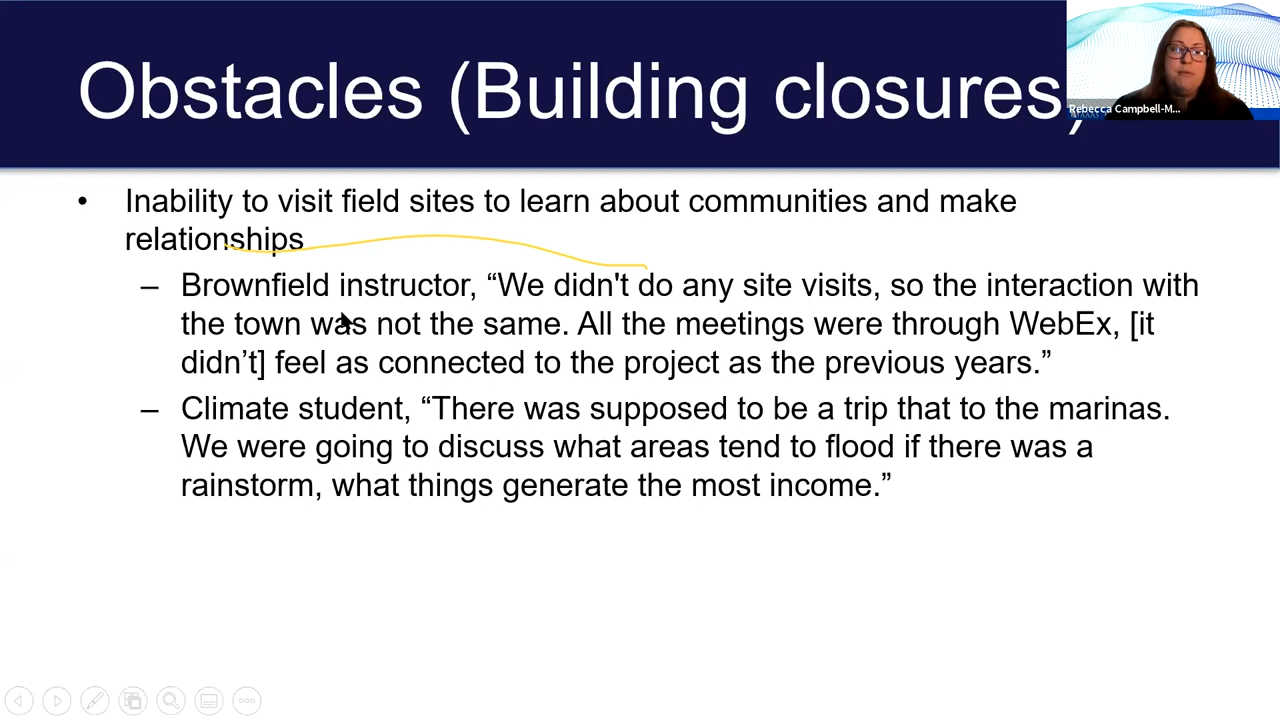 Obstacles (Building closures)
Rebecca Campbell-M...
AAAS
• Inability to visit field sites to learn about communities and make
relationships
– Brownfield instructor, “We didn't do any site visits, so the interaction with
the town was not the same. All the meetings were through WebEx, [it
didn’t] feel as connected to the project as the previous years.”
– Climate student, “There was supposed to be a trip that to the marinas.
We were going to discuss what areas tend to flood if there was a
rainstorm, what things generate the most income.”